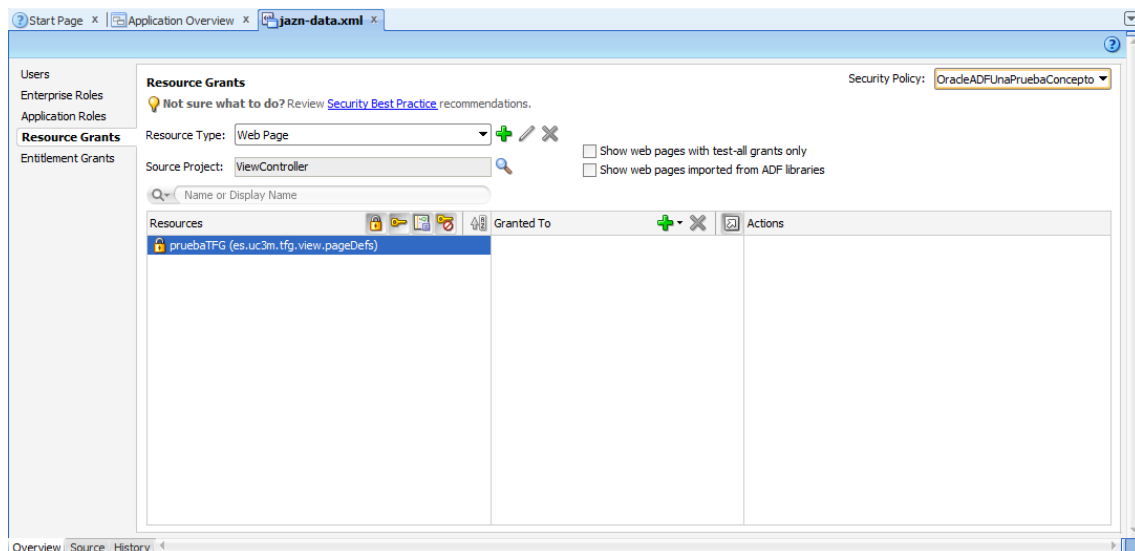 Start Page x Application Overview x jazn-data.xml x
Users
Enterprise Roles
Application Roles
Resource Grants
Entitlement Grants
Resource Grants
Security Policy: OracleADFUnaPruebaConcepto
Not sure what to do? Review Security Best Practice recommendations.
Resource Type: Web Page
Show web pages with test-all grants only
Source Project: ViewController
Show web pages imported from ADF libraries
Name or Display Name
Resources Granted To Actions
pruebaTFG (es.uc3m.tfg.view.pageDefs)
Overview Source History